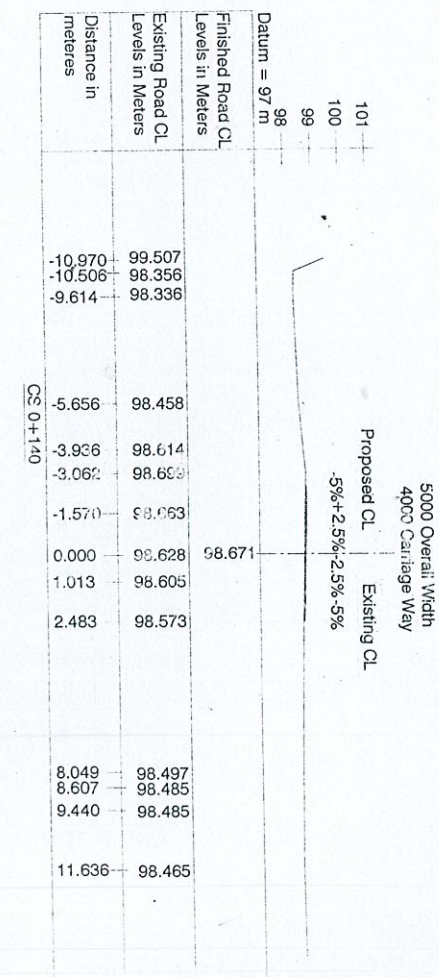 5000 Overall Width
4000 Carriage Way
Proposed CL
Existing CL
-5%+2.5%-2.5%-5%
101
100
99
98
Datum = 97 m
Finished Road CL
Levels in Meters
98.671
Existing Road CL
Levels in Meters
99.507
98.356
98.336
98.458
98.614
98.699
98.663
98.628
98.605
98.573
98.497
98.485
98.485
98.465
Distance in
meteres
-10.970
-10.506
-9.614
-5.656
-3.936
-3.062
-1.570
0.000
1.013
2.483
8.049
8.607
9.440
11.636
CS 0+140